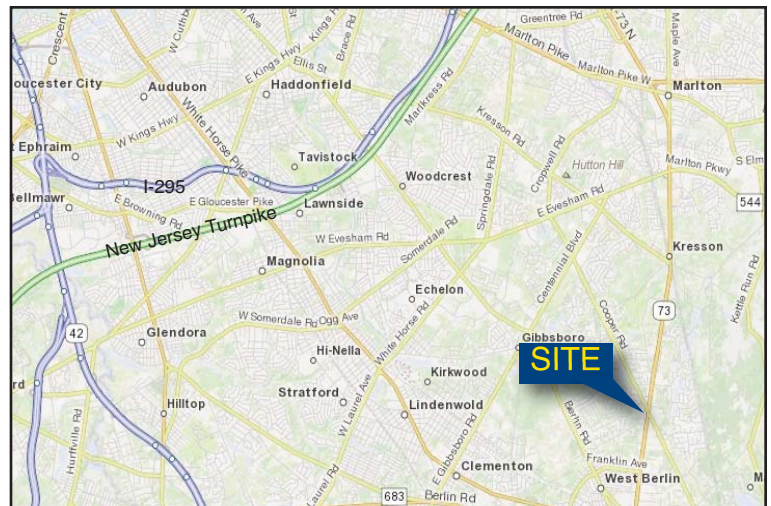 Crescent
W Cuth
E Kings Hwy
Kings H
Brace Rd
Ellis St
Greentree Rd
-73 N
Maple Ave
Marlton Pike
Marlton Pike W
Marlton
oucester City
Audubon
Haddonfield
Marlkress Rd
Kresson Rd
W Kings Hwy
White Horse Pike
t Ephraim
Tavistock
Cropwell Rd
Hutton Hill
Marlton Pkwy
S Elm
I-295
Woodcrest
Springdale Rd
Bellmawr
E Browning Rd
E Gloucester Pike
Lawnside
E Evesham Rd
544
New Jersey Turnpike
W Evesham Rd
Somerdale Rd
Kresson
Magnolia
Centennial Blvd
Kettle Run Rd
Echelon
Cooper Rd
73
W Somerdale Rd
Ogg Ave
White Horse Rd
42
Glendora
Gibbsboro
SITE
Hi-Nella
Kirkwood
rd
Stratford
Hilltop
W Laurel Ave
Lindenwold
Berlin Rd
Hurffville Rd
E Gibbsboro Rd
Franklin Ave
Clementon
Laurel Rd
West Berlin
M
683
Berlin Rd